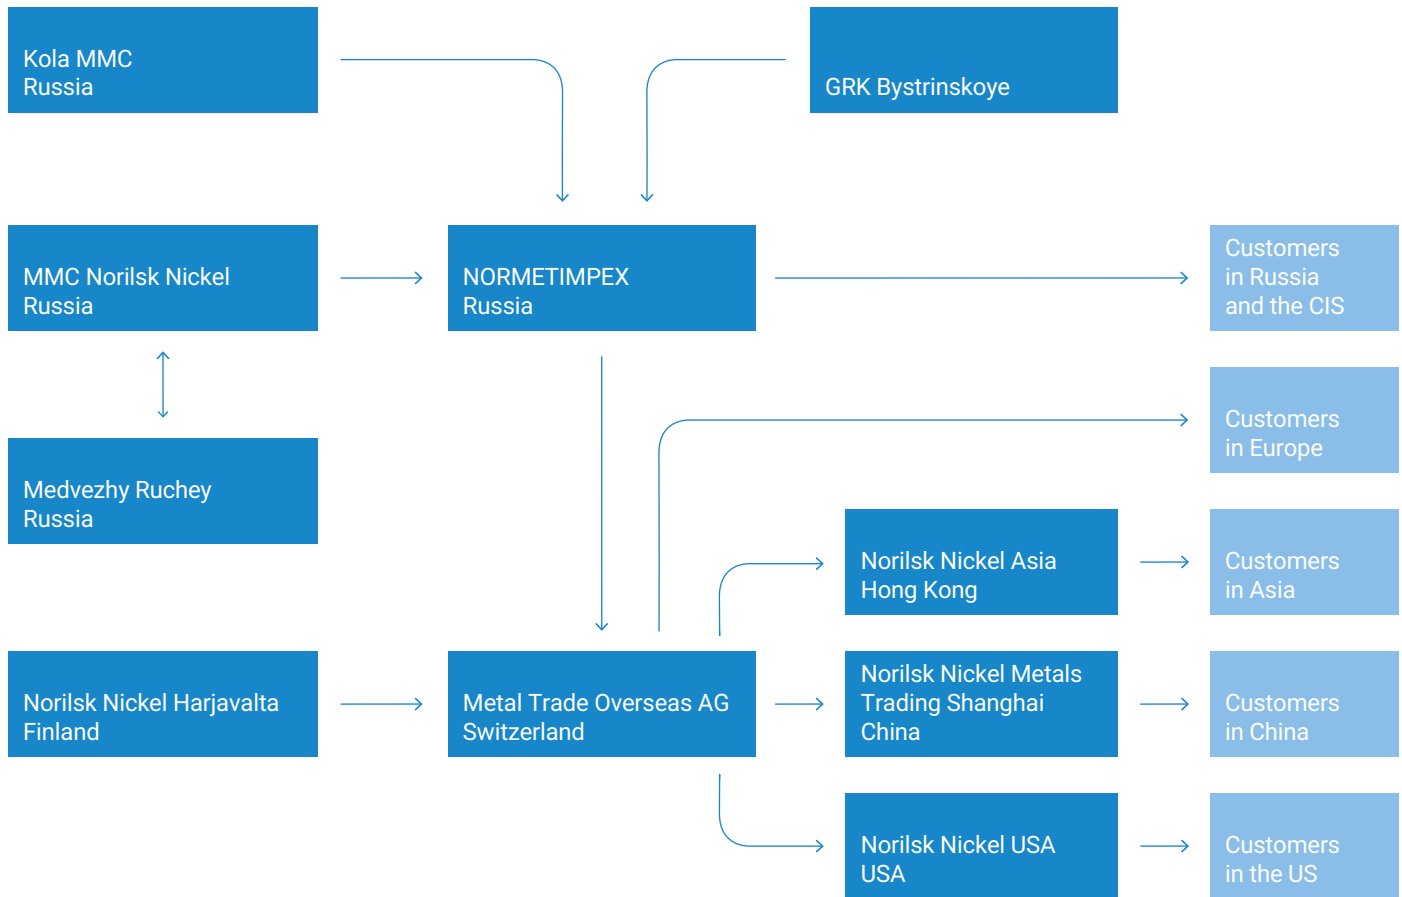 Kola MMC
Russia
GRK Bystrinskoye
MMC Norilsk Nickel
Russia
NORMETIMPEX
Russia
Customers
in Russia
and the CIS
Customers
in Europe
Medvezhy Ruchey
Russia
Norilsk Nickel Asia
Hong Kong
Customers
in Asia
Norilsk Nickel Harjavalta
Finland
Metal Trade Overseas AG
Switzerland
Norilsk Nickel Metals
Trading Shanghai
China
Customers
in China
Norilsk Nickel USA
USA
Customers
in the US